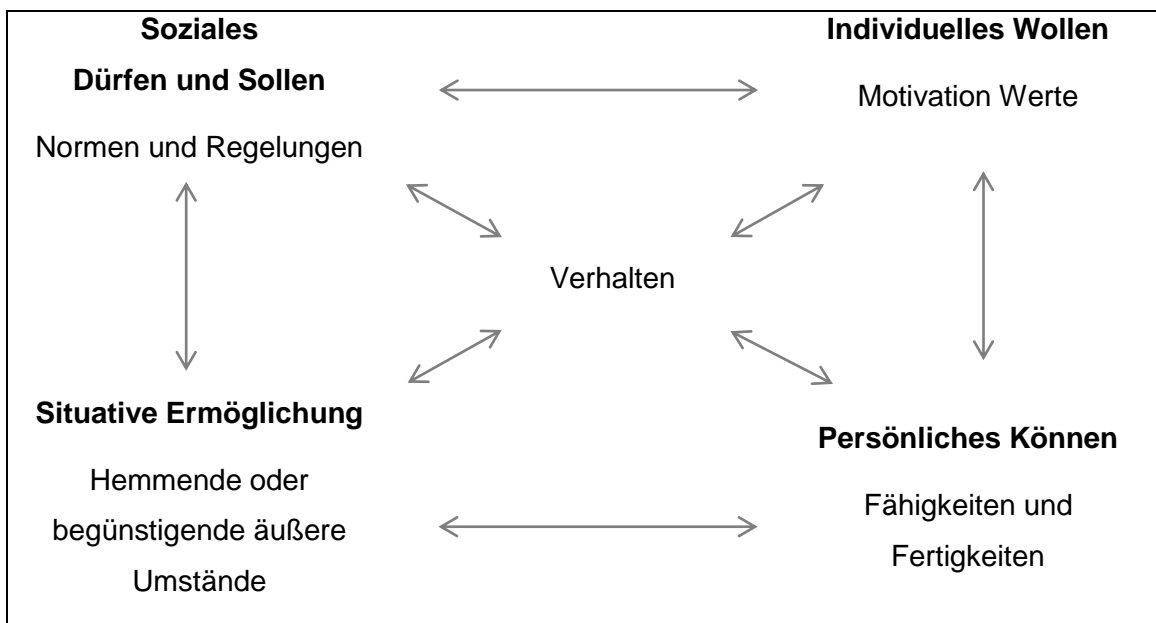 Soziales
Dürfen und Sollen
Normen und Regelungen
Individuelles Wollen
Motivation Werte
Verhalten
Situative Ermöglichung
Hemmende oder
begünstigende äußere
Umstände
Persönliches Können
Fähigkeiten und
Fertigkeiten